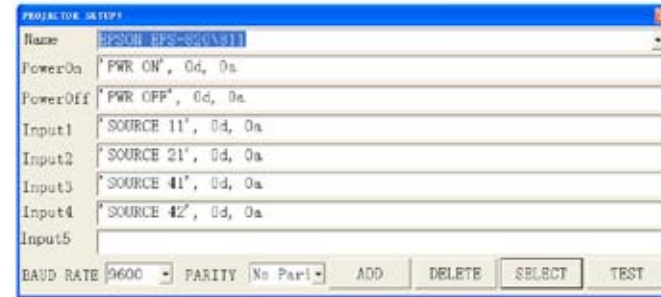 PROJECTOR SETUP!
Name EPSON EPS-820\811
PowerOn 'PWR ON', 0d, 0a
PowerOff 'PWR OFF', 0d, 0a
Input1 'SOURCE 11', 0d, 0a
Input2 'SOURCE 21', 0d, 0a
Input3 'SOURCE 41', 0d, 0a
Input4 'SOURCE 42', 0d, 0a
Input5
BAUD RATE 9600 PARITY No Pari ADD DELETE SELECT TEST